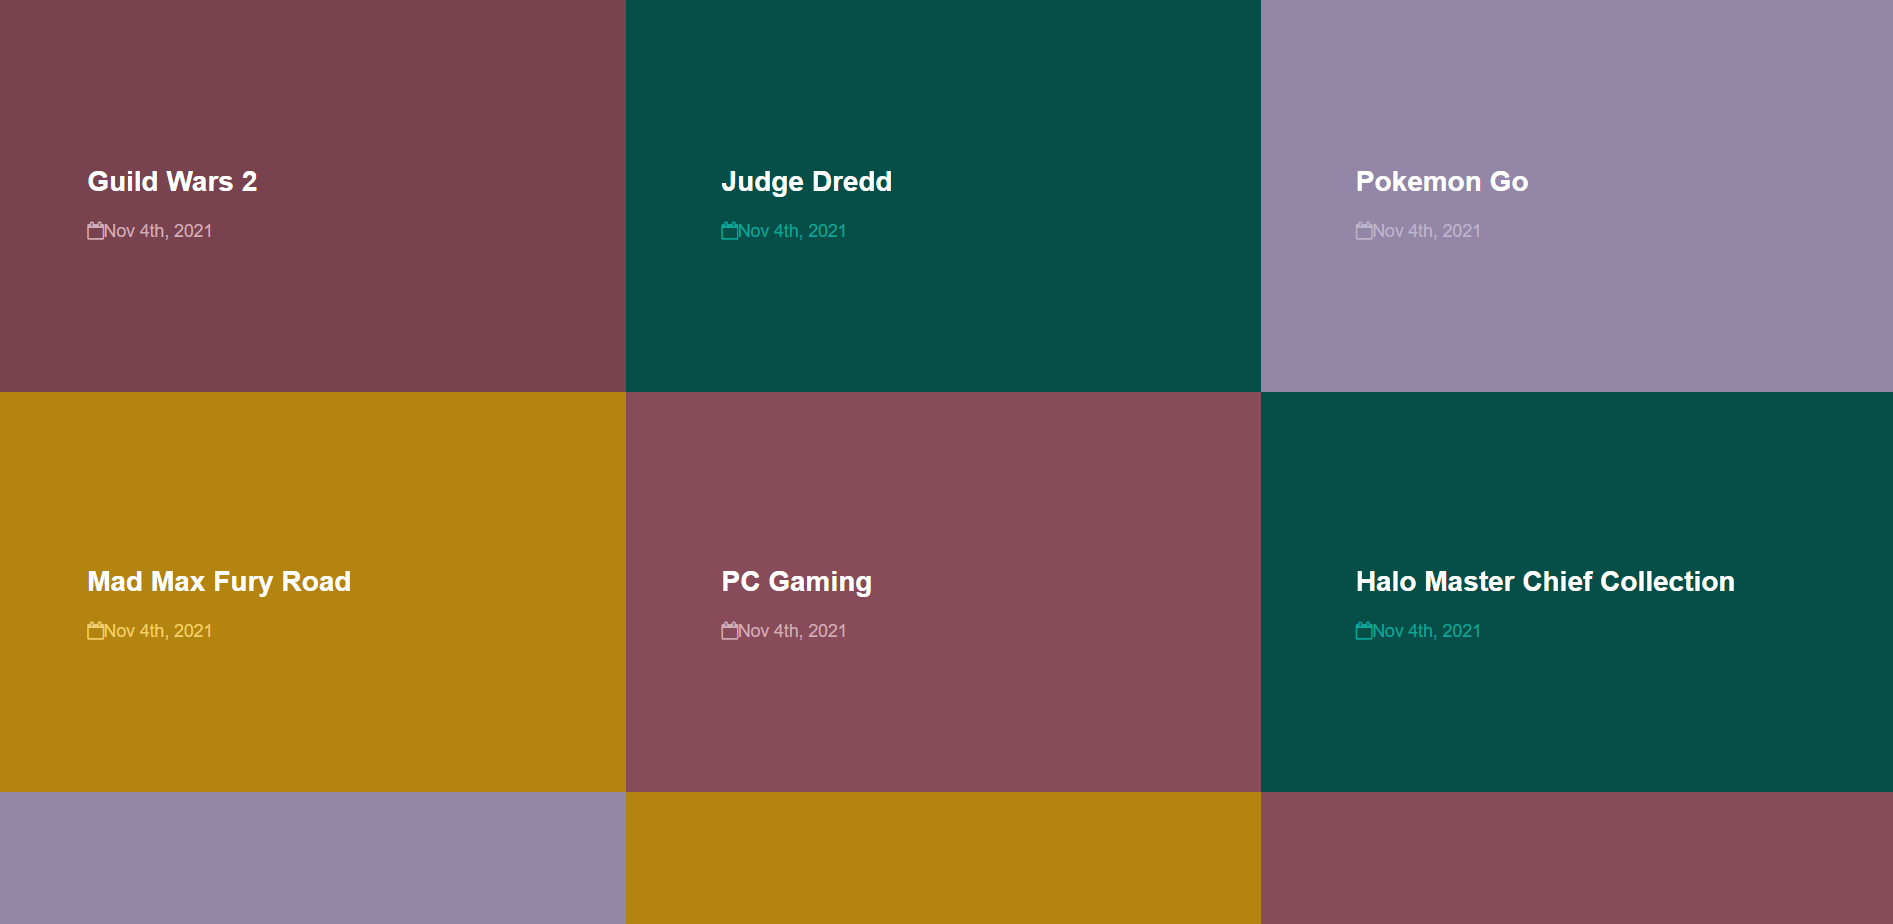 Guild Wars 2
Nov 4th, 2021
Judge Dredd
Nov 4th, 2021
Pokemon Go
Nov 4th, 2021
Mad Max Fury Road
Nov 4th, 2021
PC Gaming
Nov 4th, 2021
Halo Master Chief Collection
Nov 4th, 2021